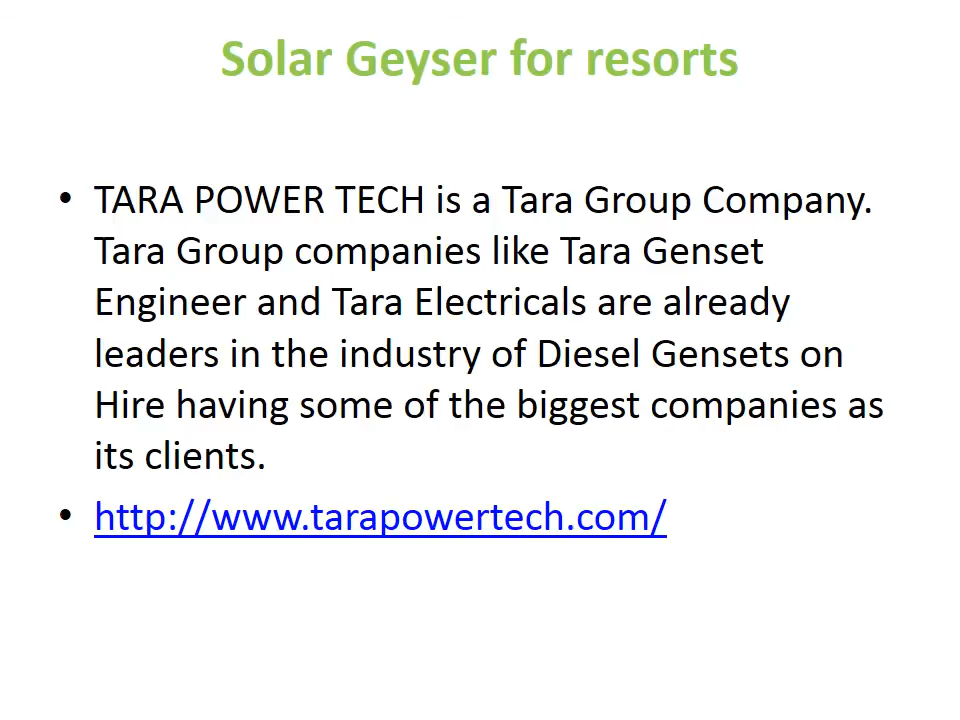 Solar Geyser for resorts
• TARA POWER TECH is a Tara Group Company.
Tara Group companies like Tara Genset
Engineer and Tara Electricals are already
leaders in the industry of Diesel Gensets on
Hire having some of the biggest companies as
its clients.
• http://www.tarapowertech.com/